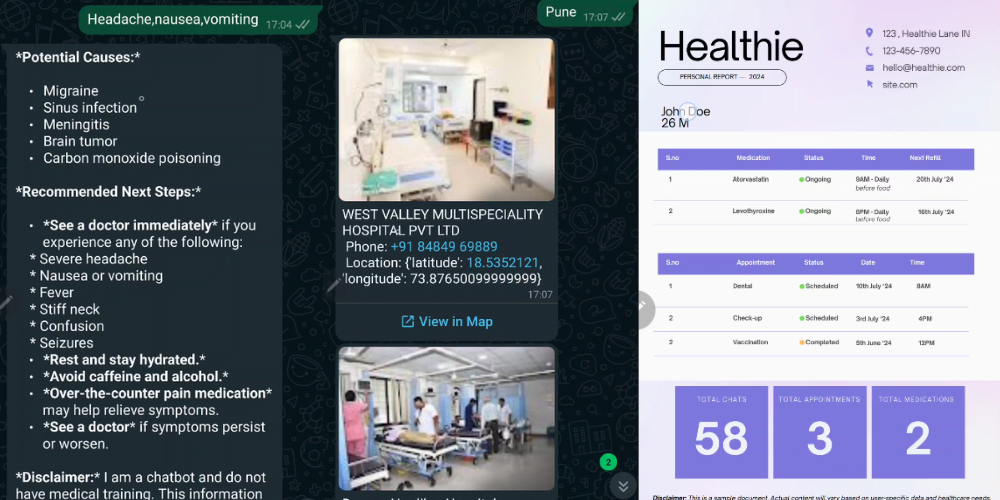 Headache,nausea,vomiting 17:04
*Potential Causes:*
• Migraine
• Sinus infection
• Meningitis
• Brain tumor
• Carbon monoxide poisoning
*Recommended Next Steps:*
• *See a doctor immediately* if you
experience any of the following:
* Severe headache
* Nausea or vomiting
* Fever
* Stiff neck
* Confusion
* Seizures
• *Rest and stay hydrated.*
• *Avoid caffeine and alcohol.*
• *Over-the-counter pain medication*
may help relieve symptoms.
• *See a doctor* if symptoms persist
or worsen.
*Disclaimer:* I am a chatbot and do not
have medical training. This information
Pune 17:07
WEST VALLEY MULTISPECIALITY
HOSPITAL PVT LTD
Phone: +91 84849 69889
Location: {'latitude': 18.5352121,
'longitude': 73.87650099999999}
17:07
View in Map
2
Healthie
PERSONAL REPORT — 2024
123 , Healthie Lane IN
123-456-7890
hello@healthie.com
site.com
John Doe
26 M
S.no Medication Status Time Next Refill
1 Atorvastatin Ongoing 9AM - Daily 20th July '24
before food
2 Levothyroxine Ongoing 6PM - Daily 16th July '24
before food
S.no Appointment Status Date Time
1 Dental Scheduled 10th July '24 8AM
2 Check-up Scheduled 3rd July '24 4PM
2 Vaccination Completed 5th June '24 12PM
TOTAL CHATS TOTAL APPOINTMENTS TOTAL MEDICATIONS
58 3 2
Disclaimer: This is a sample document. Actual content will vary based on user-specific data and healthcare needs.